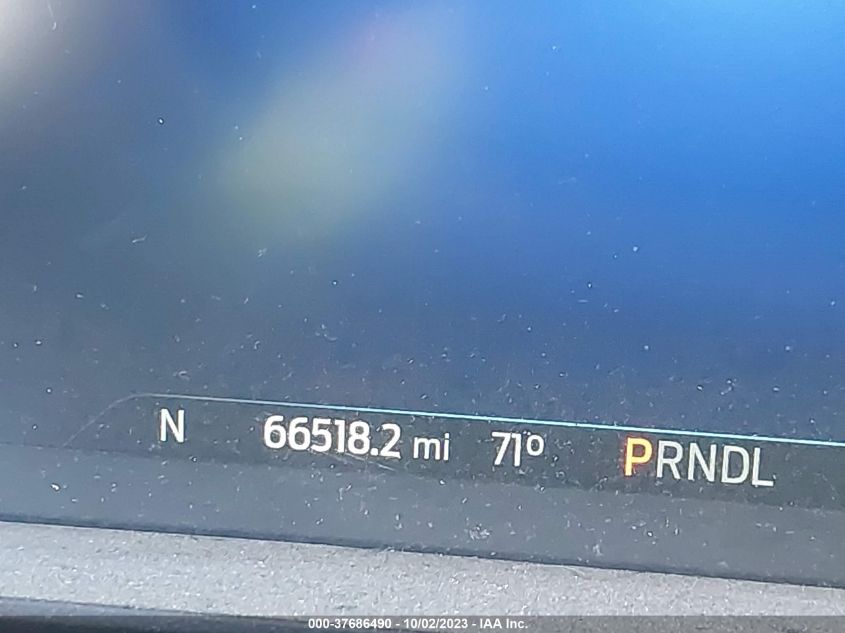 N 66518.2 mi 71° PRNDL
000-37686490 - 10/02/2023 - IAA Inc.